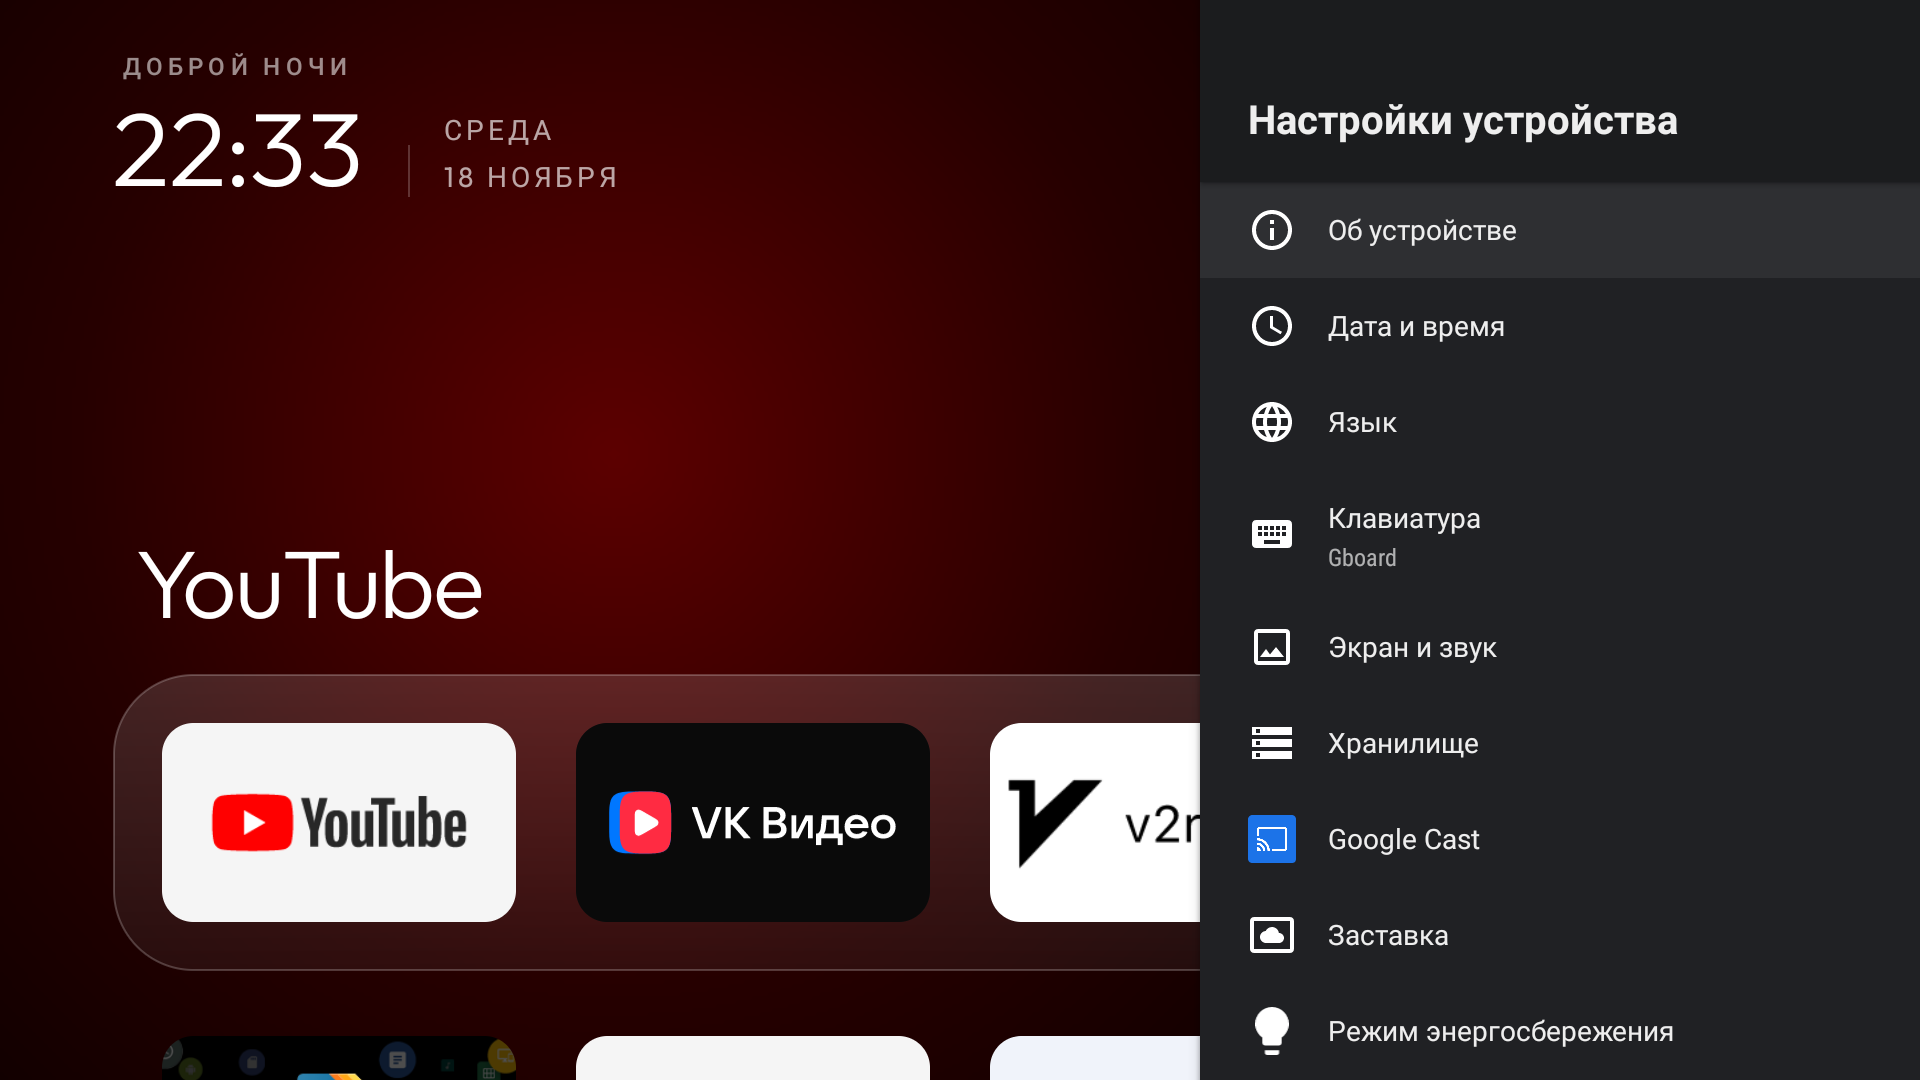 ДОБРОЙ НОЧИ
22:33
СРЕДА
18 НОЯБРЯ
YouTube
YouTube
VK Видео
Настройки устройства
Об устройстве
Дата и время
Язык
Клавиатура
Gboard
Экран и звук
Хранилище
Google Cast
Заставка
Режим энергосбережения